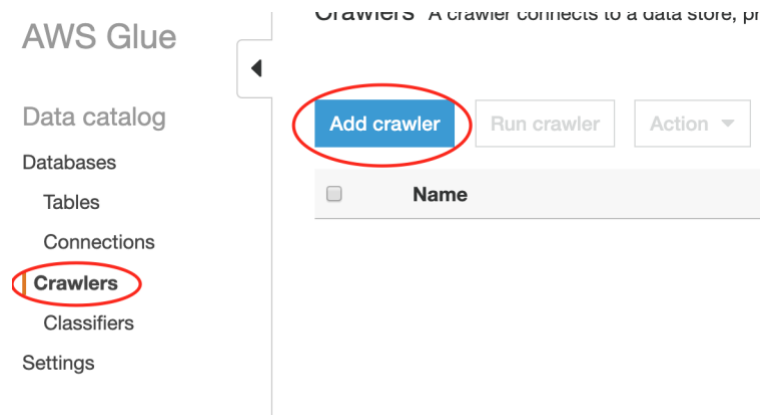 AWS Glue
Data catalog
Databases
Tables
Connections
Crawlers
Classifiers
Settings
Crawlers A crawler connects to a data store, pr
Add crawler
Run crawler
Action
Name